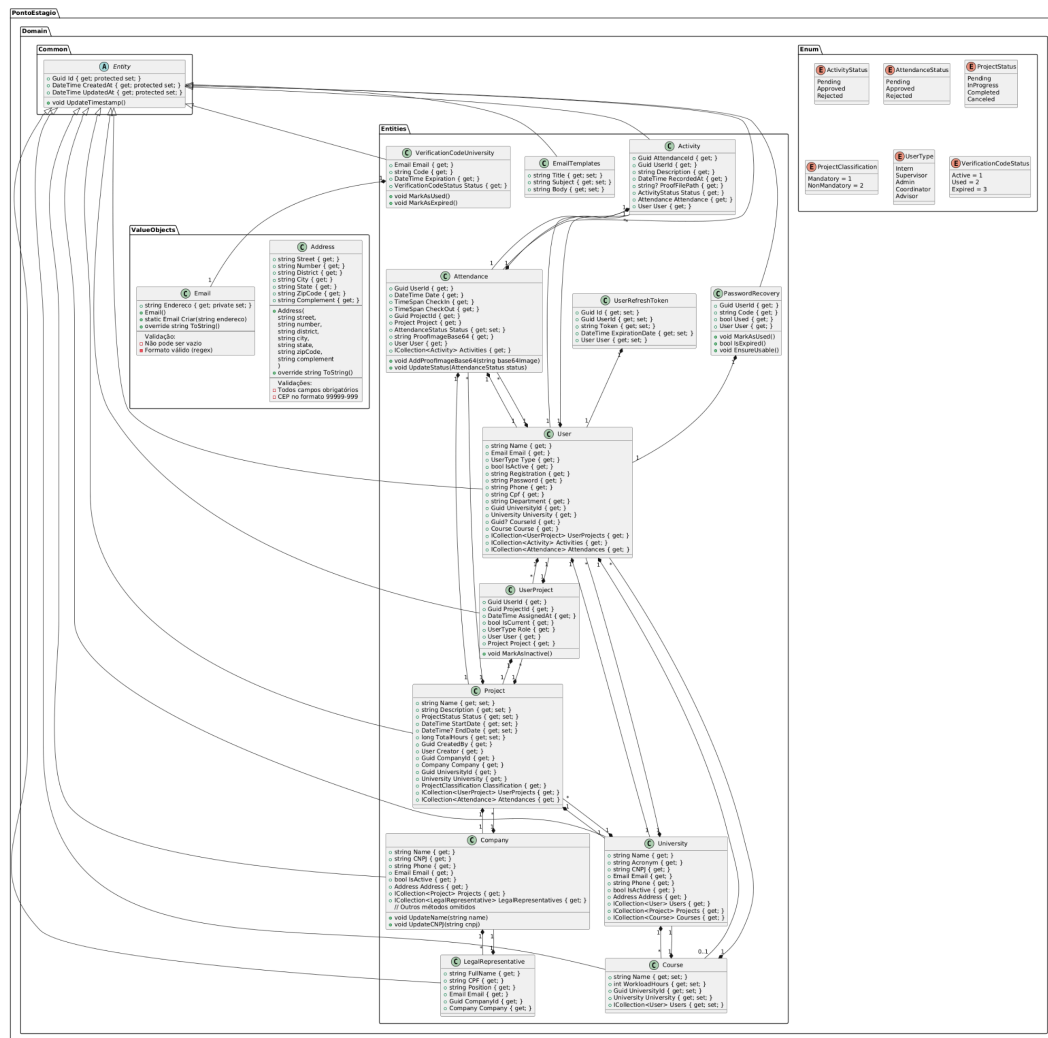 PontoEstagio
Domain
Common
A Entity
Guid Id { get; protected set; }
DateTime CreatedAt { get; protected set; }
DateTime UpdatedAt { get; protected set; }
void UpdateTimestamp()
Enum
E ActivityStatus
Pending
Approved
Rejected
E AttendanceStatus
Pending
Approved
Rejected
E ProjectStatus
Pending
InProgress
Completed
Canceled
E ProjectClassification
Mandatory = 1
NonMandatory = 2
E UserType
Intern
Supervisor
Admin
Coordinator
Advisor
E VerificationCodeStatus
Active = 1
Used = 2
Expired = 3
Entities
C VerificationCodeUniversity
Email Email { get; }
string Code { get; }
DateTime Expiration { get; }
VerificationCodeStatus Status { get; }
void MarkAsUsed()
void MarkAsExpired()
C EmailTemplates
string Title { get; set; }
string Subject { get; set; }
string Body { get; set; }
C Activity
Guid AttendanceId { get; }
Guid UserId { get; }
string Description { get; }
DateTime RecordedAt { get; }
string? ProofFilePath { get; }
ActivityStatus Status { get; }
Attendance Attendance { get; }
User User { get; }
ValueObjects
C Email
string Endereco { get; private set; }
Email()
static Email Criar(string endereco)
override string ToString()
Validação:
Não pode ser vazio
Formato válido (regex)
C Address
string Street { get; }
string Number { get; }
string District { get; }
string City { get; }
string State { get; }
string ZipCode { get; }
string Complement { get; }
Address(
string street,
string number,
string district,
string city,
string state,
string zipCode,
string complement
)
override string ToString()
Validações:
Todos campos obrigatórios
CEP no formato 99999-999
C Attendance
Guid UserId { get; }
DateTime Date { get; }
TimeSpan CheckIn { get; }
TimeSpan CheckOut { get; }
Guid ProjectId { get; }
Project Project { get; }
AttendanceStatus Status { get; set; }
string ProofImageBase64 { get; }
User User { get; }
ICollection<Activity> Activities { get; }
void AddProofImageBase64(string base64Image)
void UpdateStatus(AttendanceStatus status)
C UserRefreshToken
Guid Id { get; set; }
Guid UserId { get; set; }
string Token { get; set; }
DateTime ExpirationDate { get; set; }
User User { get; set; }
C PasswordRecovery
Guid UserId { get; }
string Code { get; }
bool Used { get; }
User User { get; }
void MarkAsUsed()
bool IsExpired()
void EnsureUsable()
C User
string Name { get; }
Email Email { get; }
UserType Type { get; }
bool IsActive { get; }
string Registration { get; }
string Password { get; }
string Phone { get; }
string Cpf { get; }
string Department { get; }
Guid UniversityId { get; }
University University { get; }
Guid? CourseId { get; }
Course Course { get; }
ICollection<UserProject> UserProjects { get; }
ICollection<Activity> Activities { get; }
ICollection<Attendance> Attendances { get; }
C UserProject
Guid UserId { get; }
Guid ProjectId { get; }
DateTime AssignedAt { get; }
bool IsCurrent { get; }
UserType Role { get; }
User User { get; }
Project Project { get; }
void MarkAsInactive()
C Project
string Name { get; set; }
string Description { get; set; }
ProjectStatus Status { get; set; }
DateTime StartDate { get; set; }
DateTime? EndDate { get; set; }
long TotalHours { get; set; }
Guid CreatedBy { get; }
User Creator { get; }
Guid CompanyId { get; }
Company Company { get; }
Guid UniversityId { get; }
University University { get; }
ProjectClassification Classification { get; }
ICollection<UserProject> UserProjects { get; }
ICollection<Attendance> Attendances { get; }
C Company
string Name { get; }
string CNPJ { get; }
string Phone { get; }
Email Email { get; }
bool IsActive { get; }
Address Address { get; }
ICollection<Project> Projects { get; }
ICollection<LegalRepresentative> LegalRepresentatives { get; }
// Outros métodos omitidos
void UpdateName(string name)
void UpdateCNPJ(string cnpj)
C University
string Name { get; }
string Acronym { get; }
string CNPJ { get; }
Email Email { get; }
string Phone { get; }
bool IsActive { get; }
Address Address { get; }
ICollection<User> Users { get; }
ICollection<Project> Projects { get; }
ICollection<Course> Courses { get; }
0..1
C LegalRepresentative
string FullName { get; }
string CPF { get; }
string Position { get; }
Email Email { get; }
Guid CompanyId { get; }
Company Company { get; }
C Course
string Name { get; set; }
int WorkloadHours { get; set; }
Guid UniversityId { get; set; }
University University { get; set; }
ICollection<User> Users { get; set; }